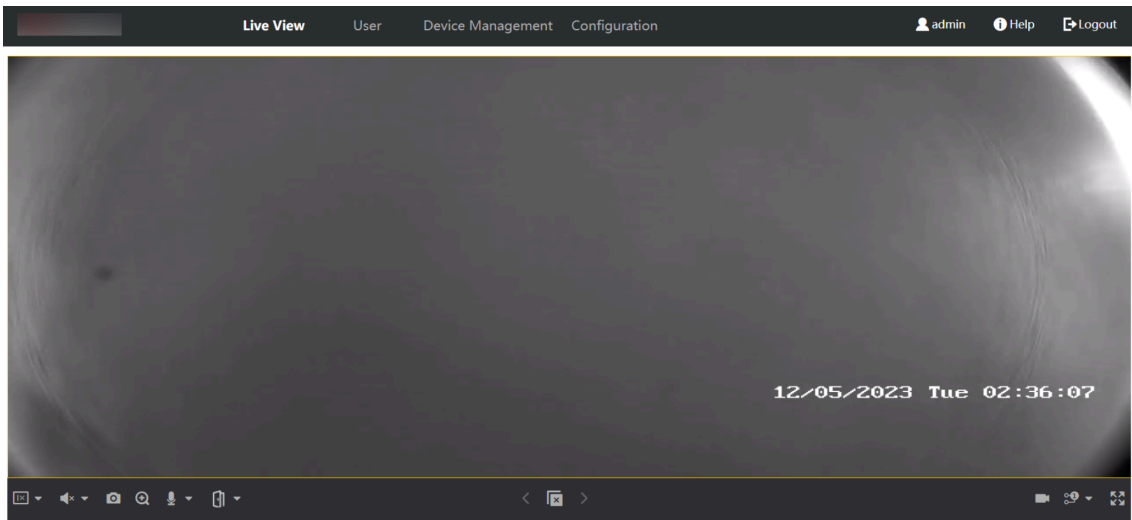 Live View User Device Management Configuration admin Help Logout
12/05/2023 Tue 02:36:07